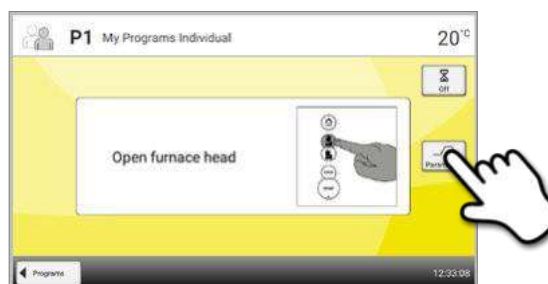 P1 My Programs Individual
20°C
Off
Open furnace head
Programs
12:33:08